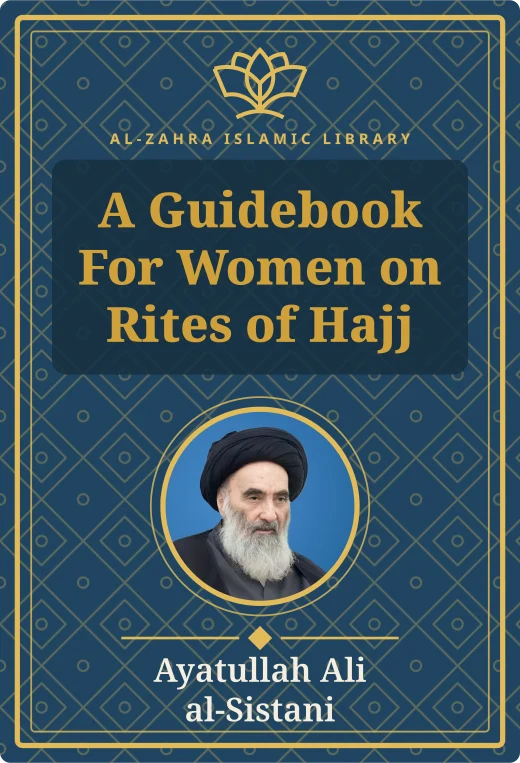 AL-ZAHRA ISLAMIC LIBRARY
A Guidebook
For Women on
Rites of Hajj
Ayatullah Ali
al-Sistani